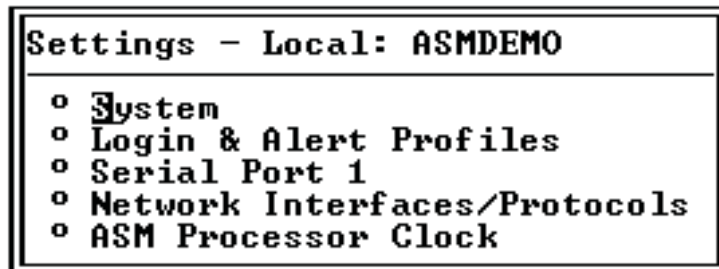 Settings - Local: ASMDEMO
o System
o Login & Alert Profiles
o Serial Port 1
o Network Interfaces/Protocols
o ASM Processor Clock